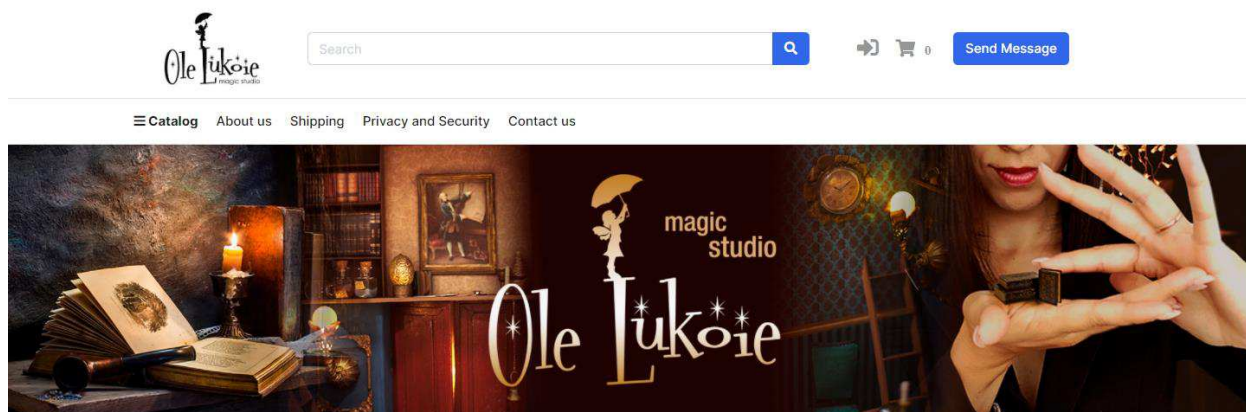 Ole Lukoie
magic studio
Search
0
Send Message
Catalog
About us
Shipping
Privacy and Security
Contact us
magic
studio
Ole Lukoie